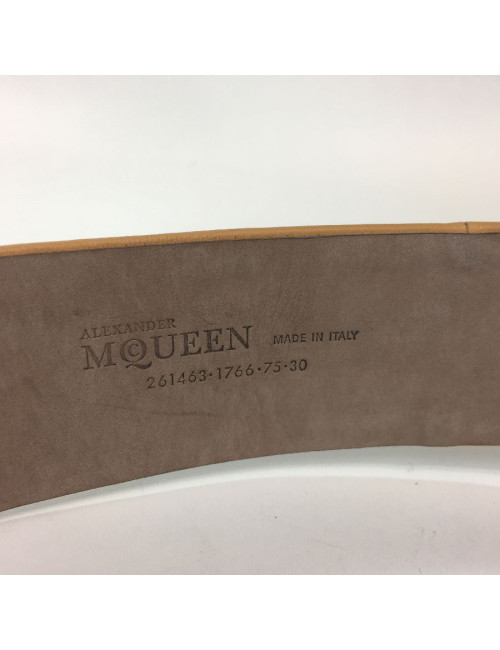 ALEXANDER
McQUEEN MADE IN ITALY
261463·1766·75·30